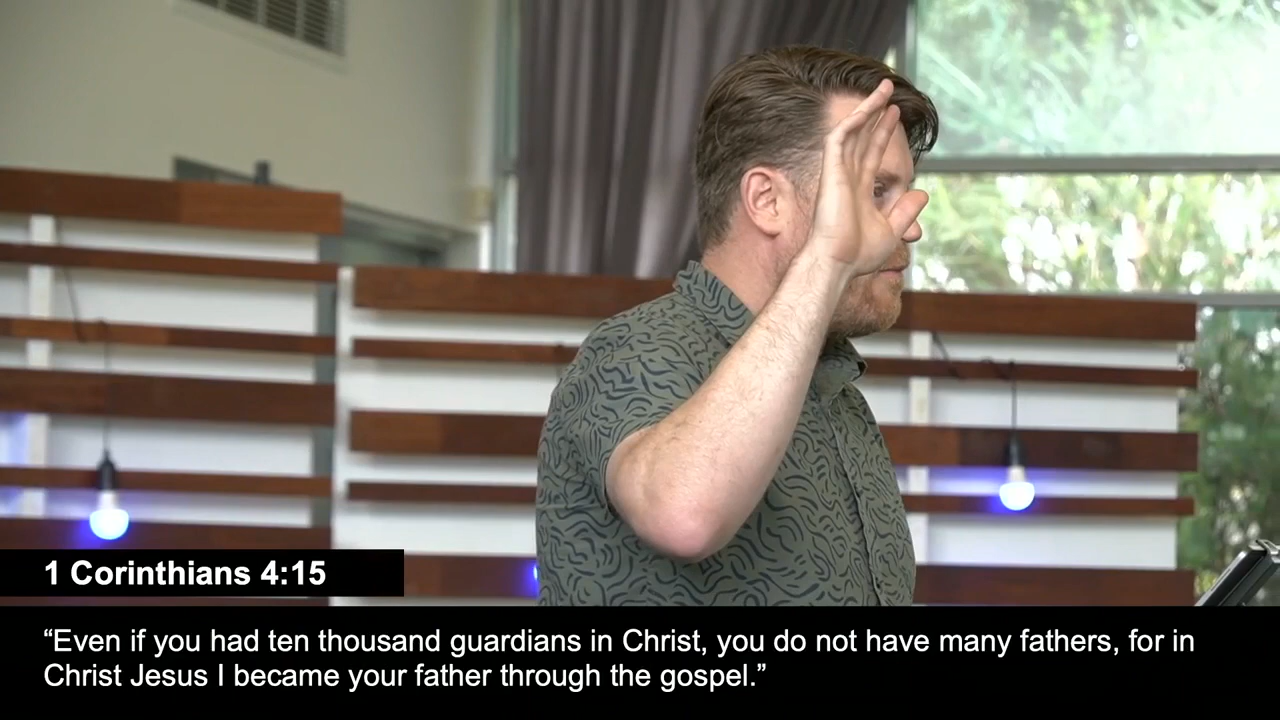 1 Corinthians 4:15
“Even if you had ten thousand guardians in Christ, you do not have many fathers, for in
Christ Jesus I became your father through the gospel.”